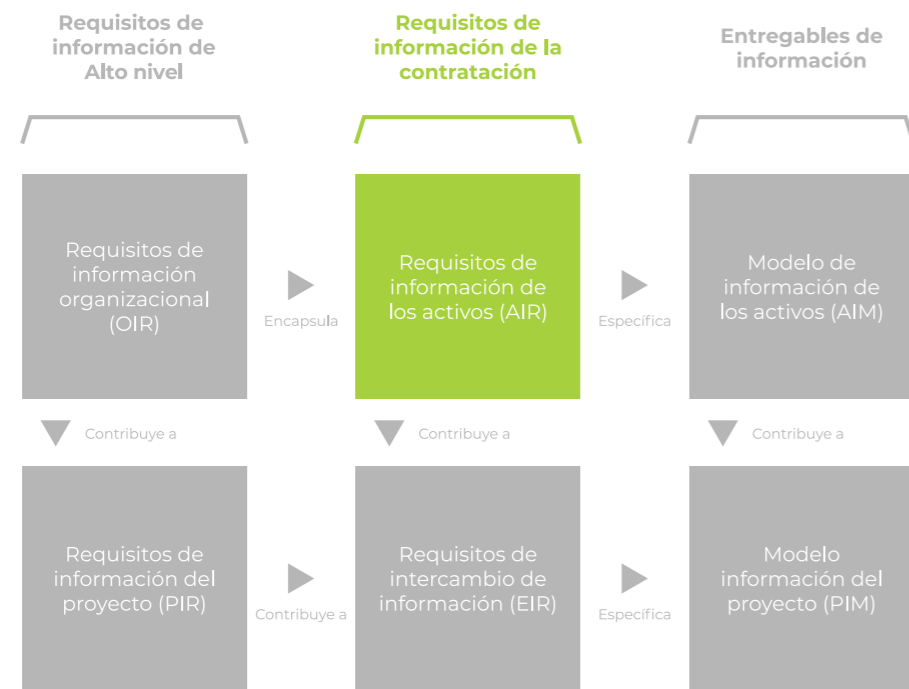 Requisitos de
información de
Alto nivel
Requisitos de
información de la
contratación
Entregables de
información
Requisitos de
información
organizacional
(OIR)
Encapsula
Requisitos de
información de
los activos (AIR)
Específica
Modelo de
información de
los activos (AIM)
Contribuye a
Contribuye a
Contribuye a
Requisitos de
información del
proyecto (PIR)
Contribuye a
Requisitos de
intercambio de
información (EIR)
Específica
Modelo
información del
proyecto (PIM)